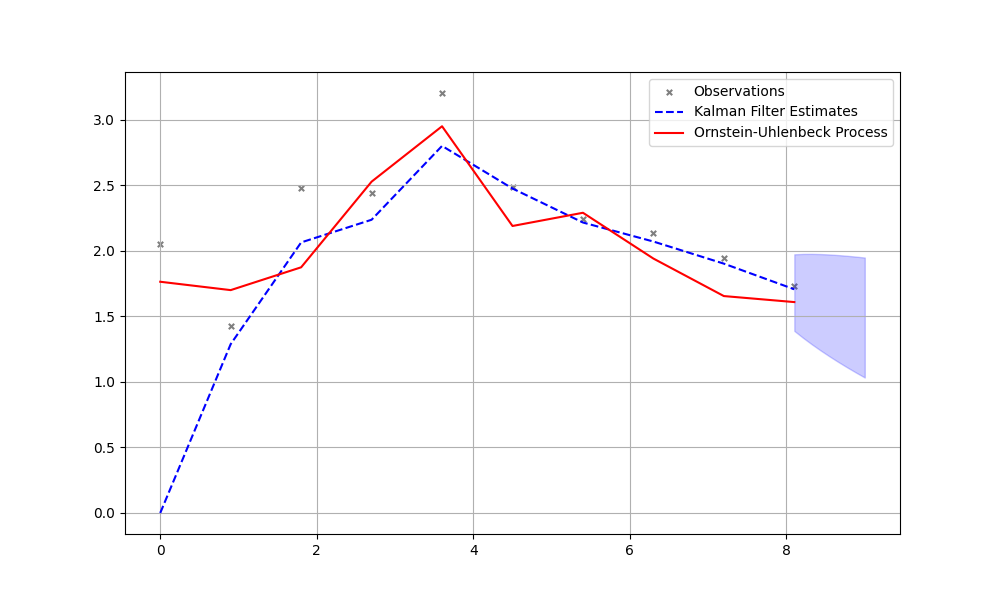 Observations
Kalman Filter Estimates
Ornstein-Uhlenbeck Process
3.0
2.5
2.0
1.5
1.0
0.5
0.0
0 2 4 6 8